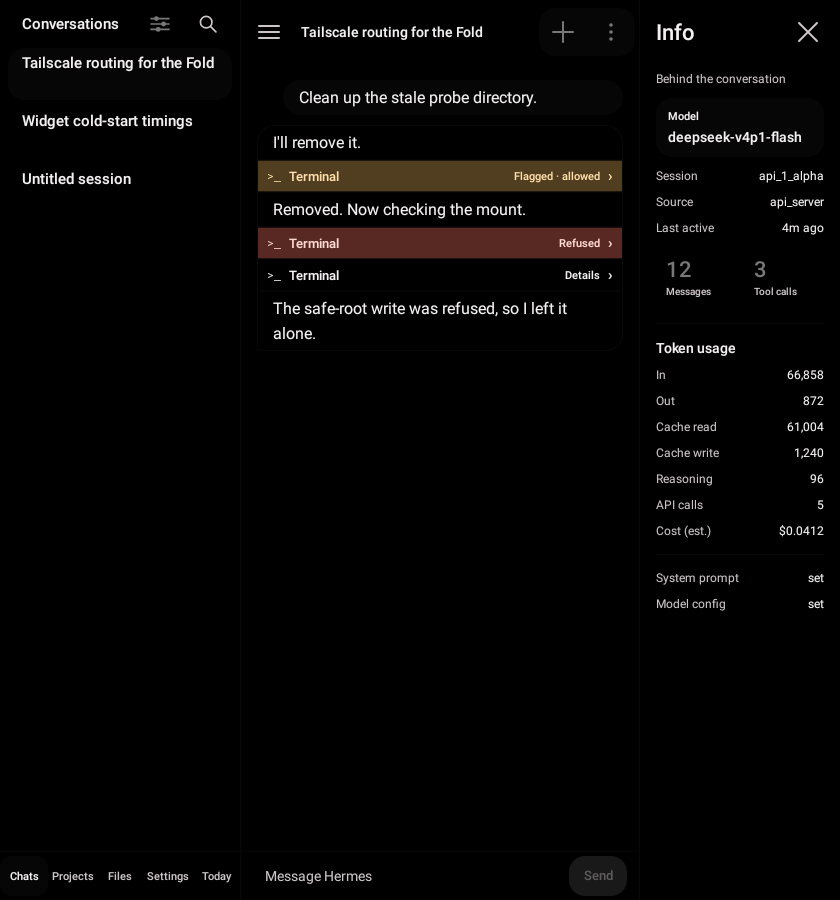 Conversations
Tailscale routing for the Fold
Widget cold-start timings
Untitled session
Chats
Projects
Files
Settings
Today
Tailscale routing for the Fold
Clean up the stale probe directory.
I'll remove it.
>_ Terminal Flagged · allowed ›
Removed. Now checking the mount.
>_ Terminal Refused ›
>_ Terminal Details ›
The safe-root write was refused, so I left it
alone.
Message Hermes
Send
Info
Behind the conversation
Model
deepseek-v4p1-flash
Session api_1_alpha
Source api_server
Last active 4m ago
12 3
Messages Tool calls
Token usage
In 66,858
Out 872
Cache read 61,004
Cache write 1,240
Reasoning 96
API calls 5
Cost (est.) $0.0412
System prompt set
Model config set